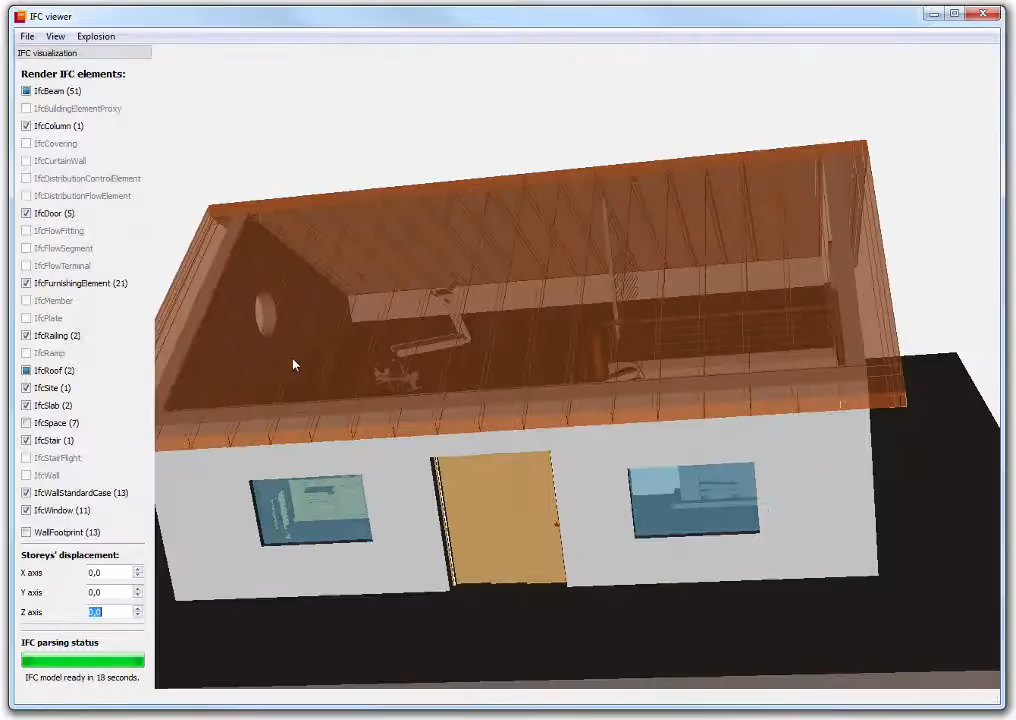 IFC viewer
File View Explosion
IFC visualization
Render IFC elements:
IfcBeam (51)
IfcBuildingElementProxy
IfcColumn (1)
IfcCovering
IfcCurtainWall
IfcDistributionControlElement
IfcDistributionFlowElement
IfcDoor (5)
IfcFlowFitting
IfcFlowSegment
IfcFlowTerminal
IfcFurnishingElement (21)
IfcMember
IfcPlate
IfcRailing (2)
IfcRamp
IfcRoof (2)
IfcSite (1)
IfcSlab (2)
IfcSpace (7)
IfcStair (1)
IfcStairFlight
IfcWall
IfcWallStandardCase (13)
IfcWindow (11)
WallFootprint (13)
Storeys' displacement:
X axis 0,0
Y axis 0,0
Z axis 0,0
IFC parsing status
IFC model ready in 18 seconds.